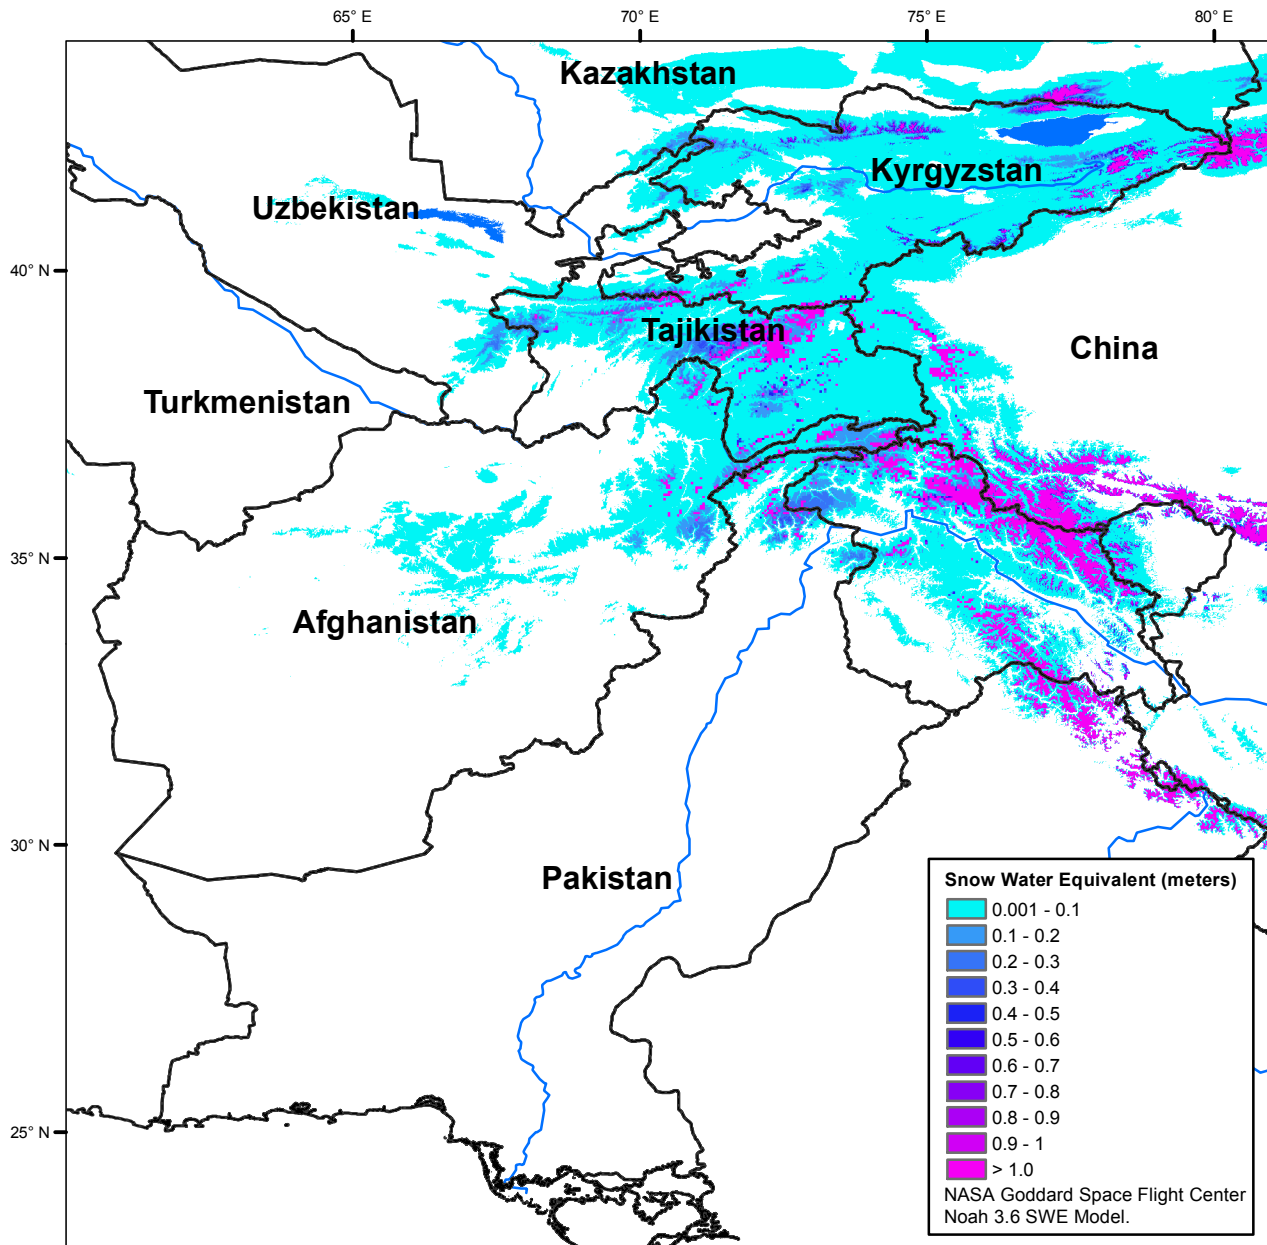 65° E
70° E
75° E
80° E
Kazakhstan
Kyrgyzstan
Uzbekistan
40° N
Tajikistan
China
Turkmenistan
35° N
Afghanistan
30° N
Pakistan
Snow Water Equivalent (meters)
0.001 - 0.1
0.1 - 0.2
0.2 - 0.3
0.3 - 0.4
0.4 - 0.5
0.5 - 0.6
0.6 - 0.7
0.7 - 0.8
0.8 - 0.9
0.9 - 1
> 1.0
NASA Goddard Space Flight Center
Noah 3.6 SWE Model.
25° N